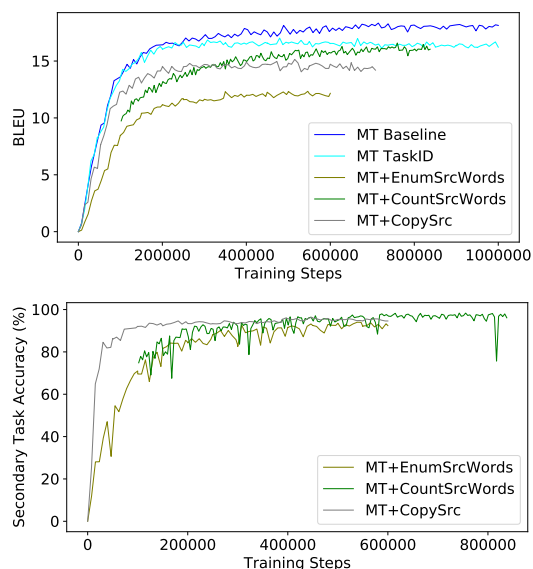 BLEU
15
10
5
0
MT Baseline
MT TaskID
MT+EnumSrcWords
MT+CountSrcWords
MT+CopySrc
0 200000 400000 600000 800000 1000000
Training Steps
Secondary Task Accuracy (%)
100
80
60
40
20
0
MT+EnumSrcWords
MT+CountSrcWords
MT+CopySrc
0 200000 400000 600000 800000
Training Steps